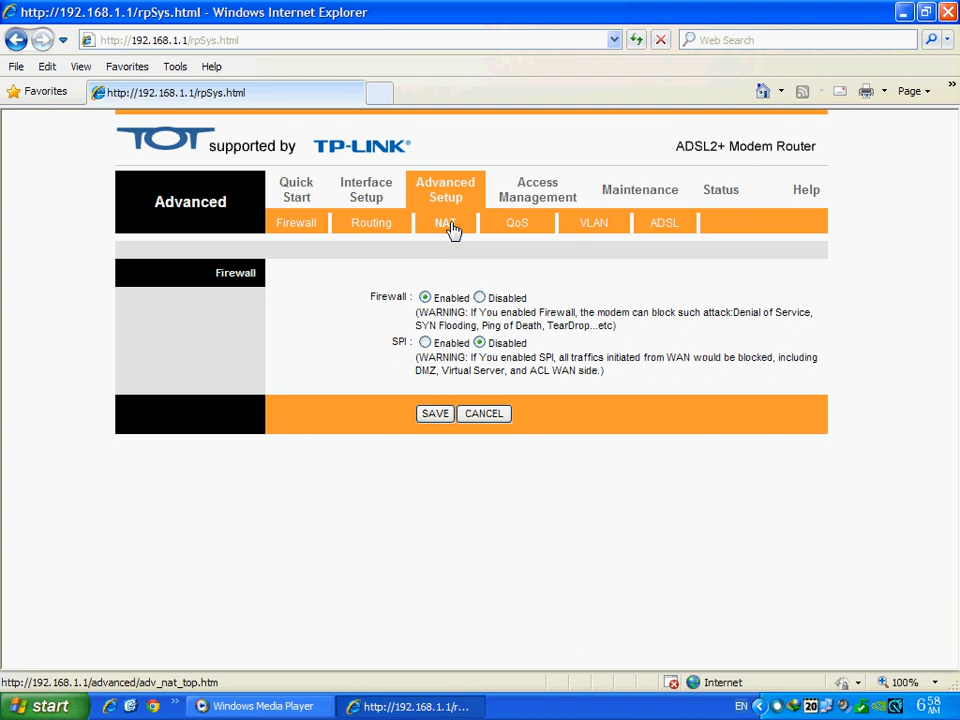 http://192.168.1.1/rpSys.html - Windows Internet Explorer
http://192.168.1.1/rpSys.html
Web Search
File Edit View Favorites Tools Help
Favorites
http://192.168.1.1/rpSys.html
Page
TOT supported by TP-LINK®
ADSL2+ Modem Router
Advanced
Quick Start
Interface Setup
Advanced Setup
Access Management
Maintenance
Status
Help
Firewall Routing NAT QoS VLAN ADSL
Firewall
Firewall : Enabled Disabled
(WARNING: If You enabled Firewall, the modem can block such attack:Denial of Service,
SYN Flooding, Ping of Death, TearDrop...etc)
SPI : Enabled Disabled
(WARNING: If You enabled SPI, all traffics initiated from WAN would be blocked, including
DMZ, Virtual Server, and ACL WAN side.)
SAVE CANCEL
http://192.168.1.1/advanced/adv_nat_top.htm
Internet
100%
start
Windows Media Player
http://192.168.1.1/r...
EN
20
6:58 AM